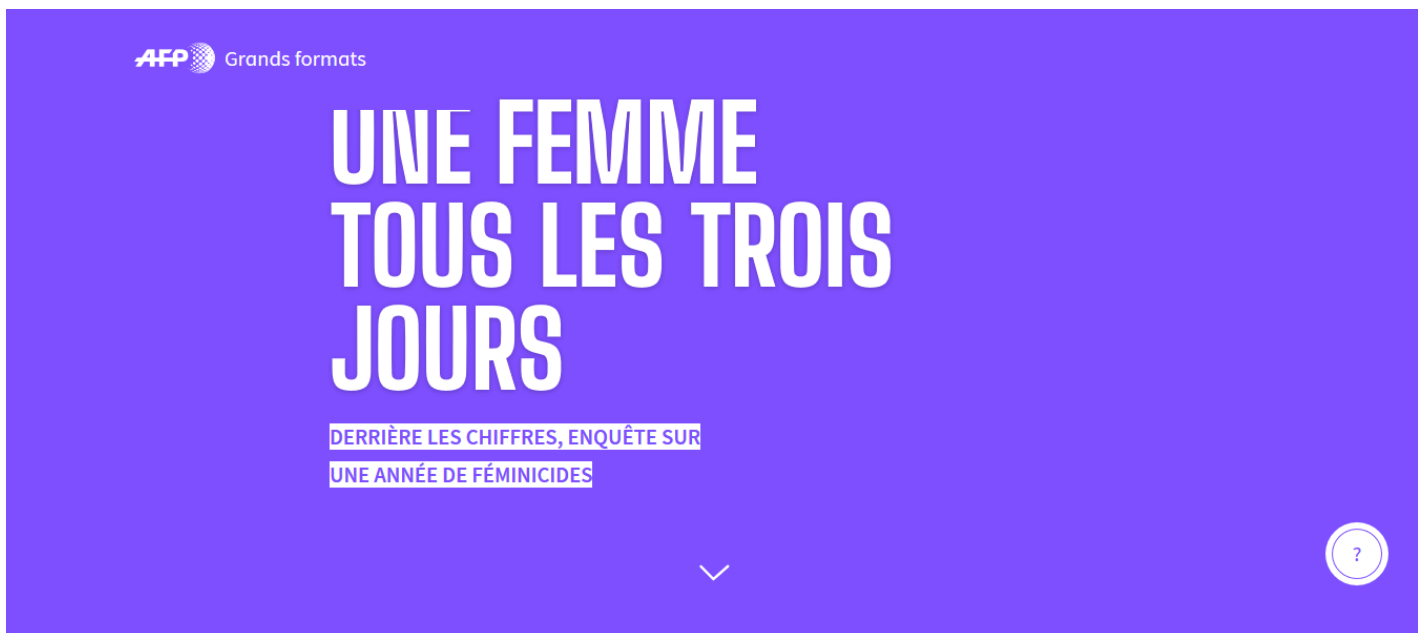 AFP Grands formats
UNE FEMME
TOUS LES TROIS
JOURS
DERRIÈRE LES CHIFFRES, ENQUÊTE SUR
UNE ANNÉE DE FÉMINICIDES
?